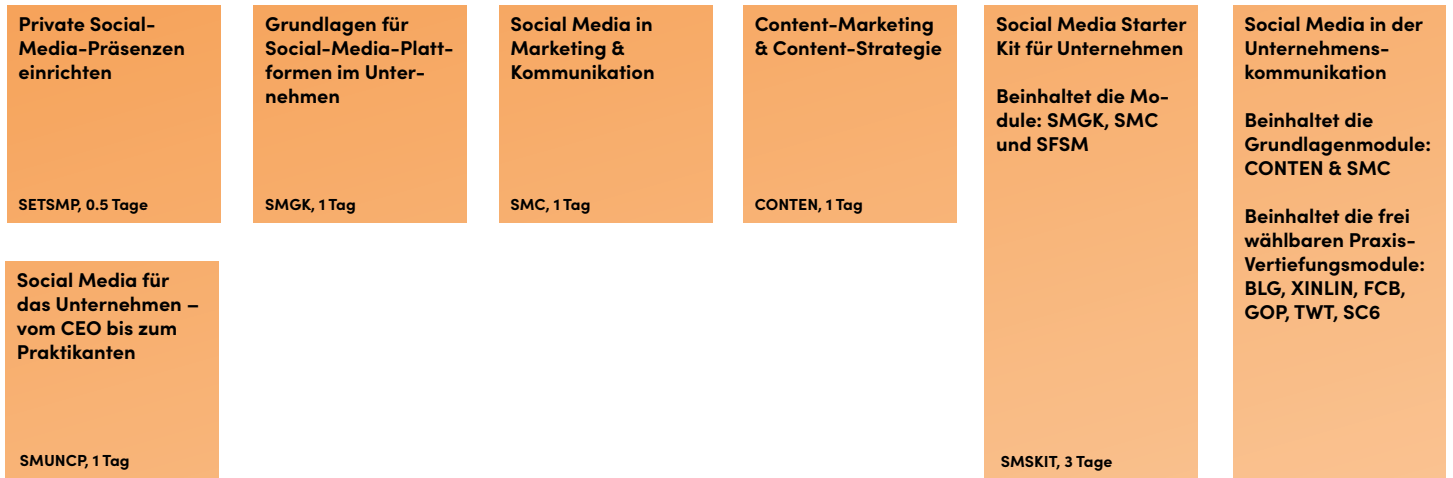 Private Social-
Media-Präsenzen
einrichten
SETSMP, 0.5 Tage
Grundlagen für
Social-Media-Platt-
formen im Unter-
nehmen
SMGK, 1 Tag
Social Media in
Marketing &
Kommunikation
SMC, 1 Tag
Content-Marketing
& Content-Strategie
CONTEN, 1 Tag
Social Media Starter
Kit für Unternehmen
Beinhaltet die Mo-
dule: SMGK, SMC
und SFSM
SMSKIT, 3 Tage
Social Media in der
Unternehmens-
kommunikation
Beinhaltet die
Grundlagenmodule:
CONTEN & SMC
Beinhaltet die frei
wählbaren Praxis-
Vertiefungsmodule:
BLG, XINLIN, FCB,
GOP, TWT, SC6
Social Media für
das Unternehmen –
vom CEO bis zum
Praktikanten
SMUNCP, 1 Tag